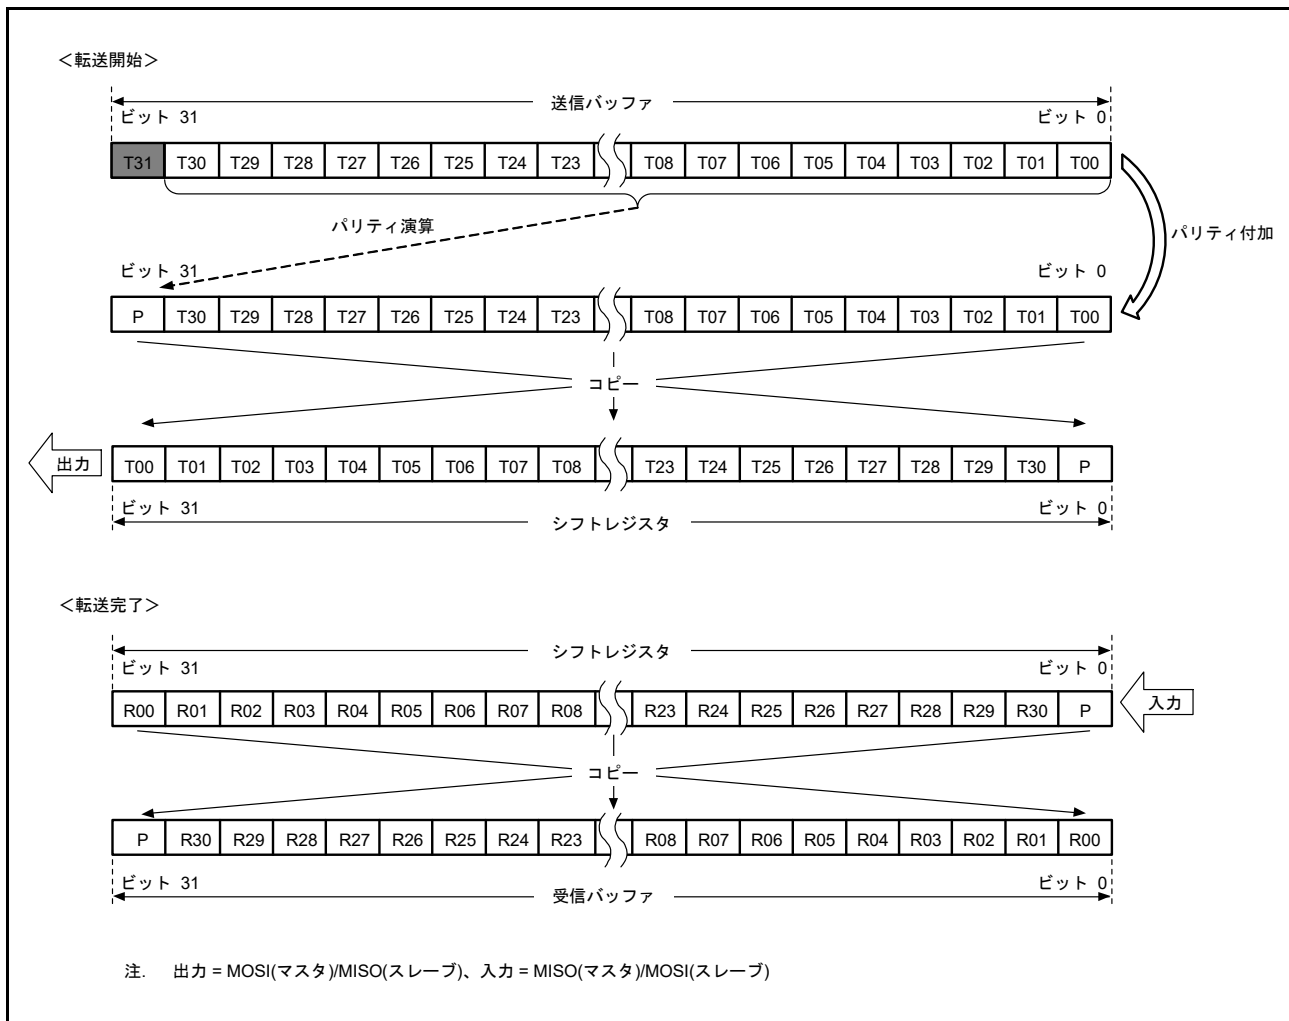 ＜転送開始＞
送信バッファ
ビット 31 ビット 0
T31 T30 T29 T28 T27 T26 T25 T24 T23 T08 T07 T06 T05 T04 T03 T02 T01 T00
パリティ演算 パリティ付加
ビット 31 ビット 0
P T30 T29 T28 T27 T26 T25 T24 T23 T08 T07 T06 T05 T04 T03 T02 T01 T00
コピー
出力 T00 T01 T02 T03 T04 T05 T06 T07 T08 T23 T24 T25 T26 T27 T28 T29 T30 P
ビット 31 ビット 0
シフトレジスタ
＜転送完了＞
シフトレジスタ
ビット 31 ビット 0
R00 R01 R02 R03 R04 R05 R06 R07 R08 R23 R24 R25 R26 R27 R28 R29 R30 P 入力
コピー
P R30 R29 R28 R27 R26 R25 R24 R23 R08 R07 R06 R05 R04 R03 R02 R01 R00
ビット 31 ビット 0
受信バッファ
注. 出力 = MOSI(マスタ)/MISO(スレーブ)、入力 = MISO(マスタ)/MOSI(スレーブ)